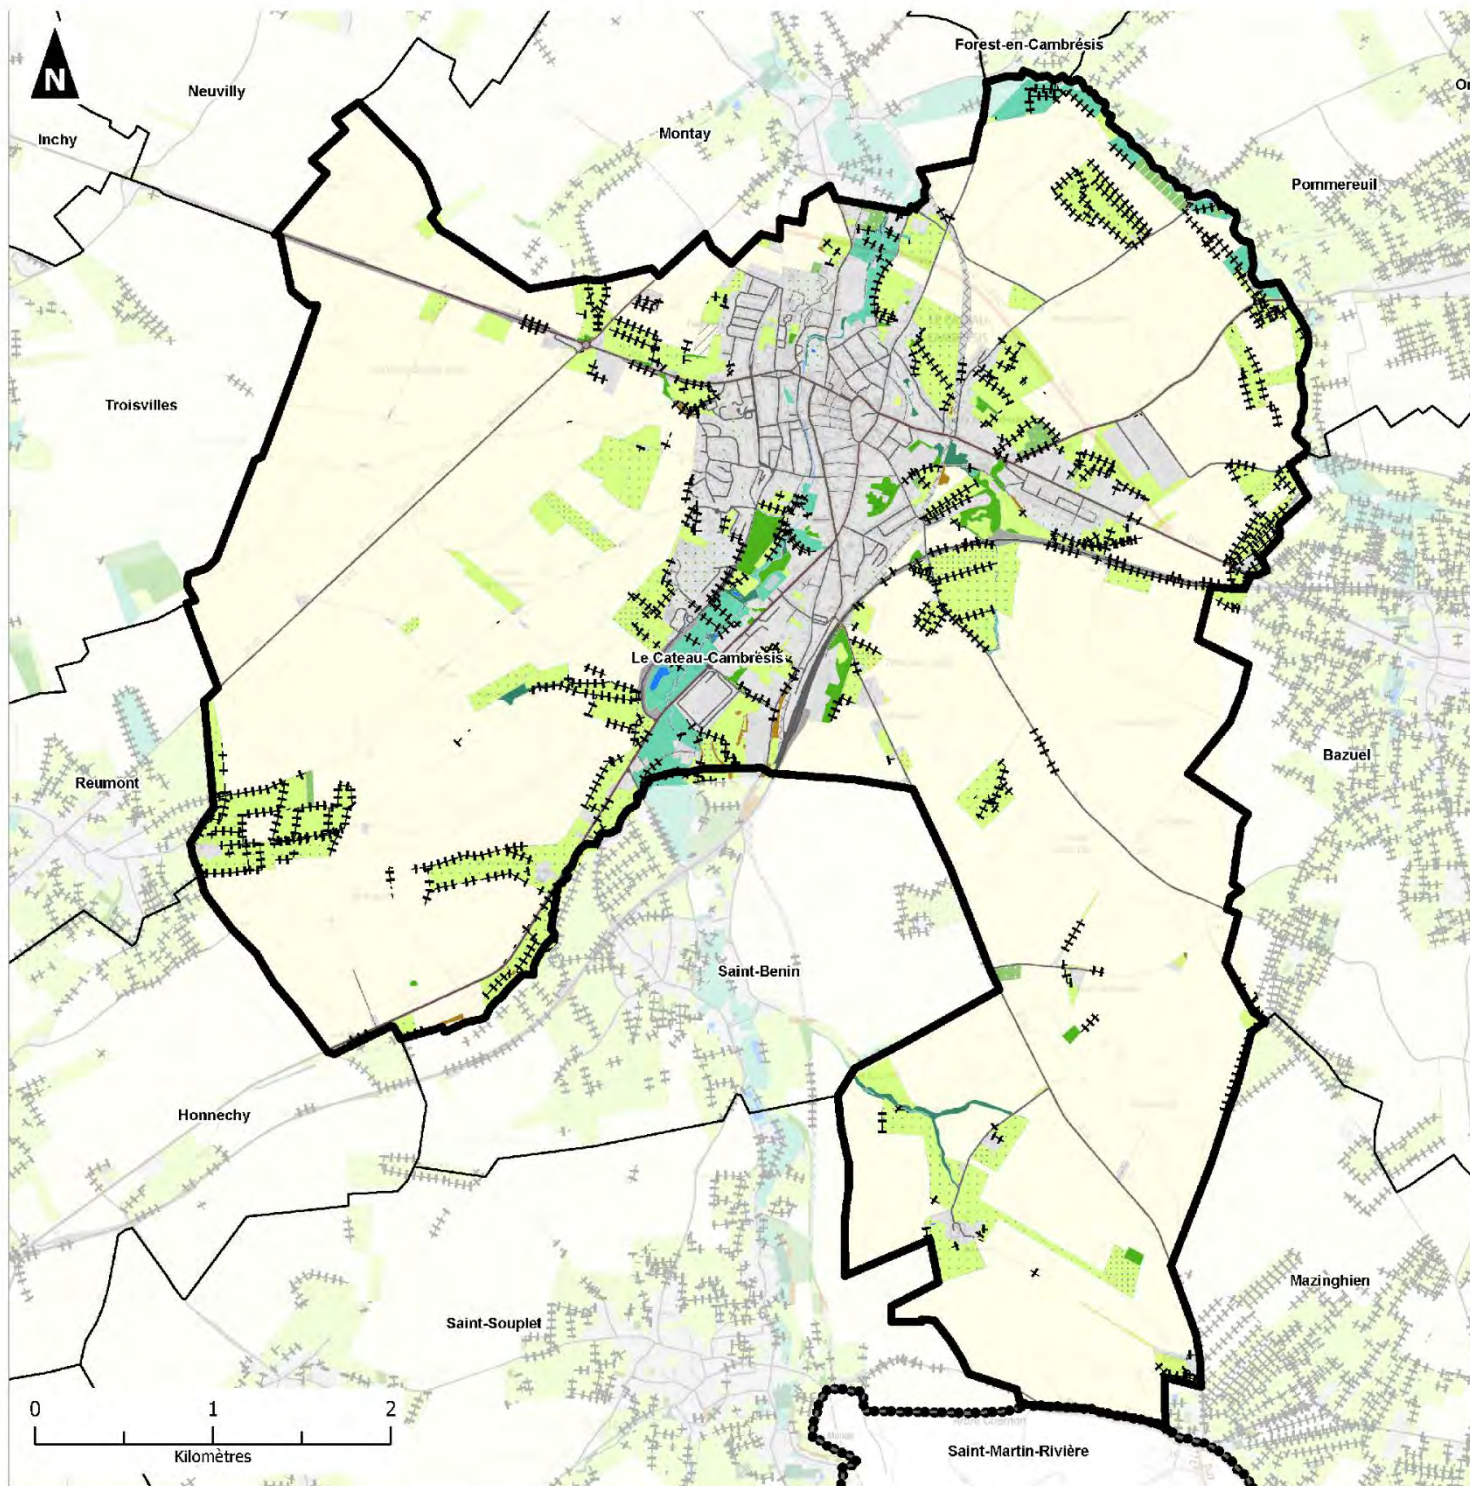 Forest-en-Cambrésis
N
Neuvilly
Or
Inchy
Montay
Pommereuil
Troisvilles
Le Cateau-Cambrésis
Reumont
Bazuel
Saint-Benin
Honnechy
Mazinghien
Saint-Souplet
0 1 2
Kilomètres
Saint-Martin-Rivière